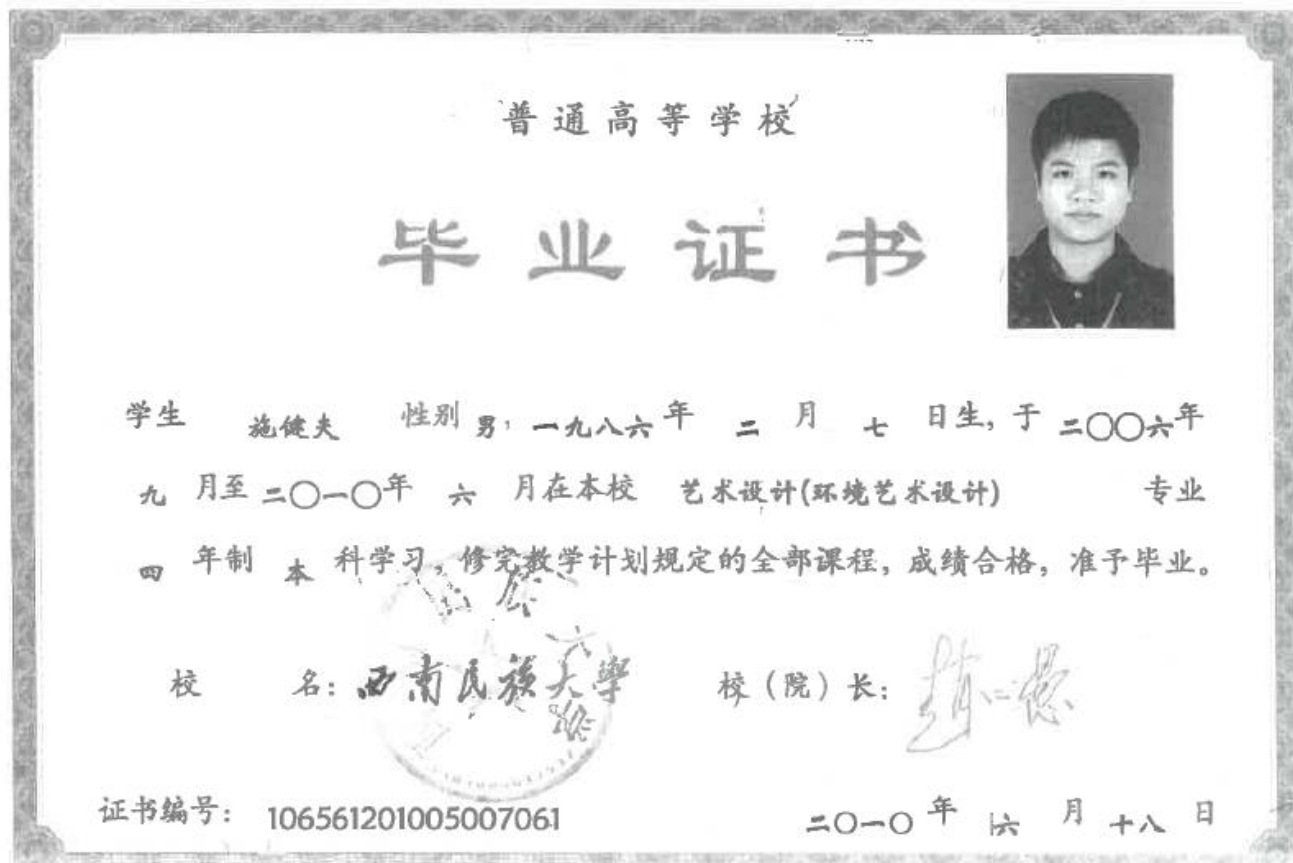 普通高等学校
毕业证书
学生 施健夫 性别 男，一九八六年 二 月 七 日生，于 二〇〇六年
九 月至 二〇一〇年 六 月在本校 艺术设计(环境艺术设计) 专业
四 年制 本 科学习，修完教学计划规定的全部课程，成绩合格，准予毕业。
校 名：西南民族大學 校（院）长：
证书编号：106561201005007061 二〇一〇 年 六 月 十八 日